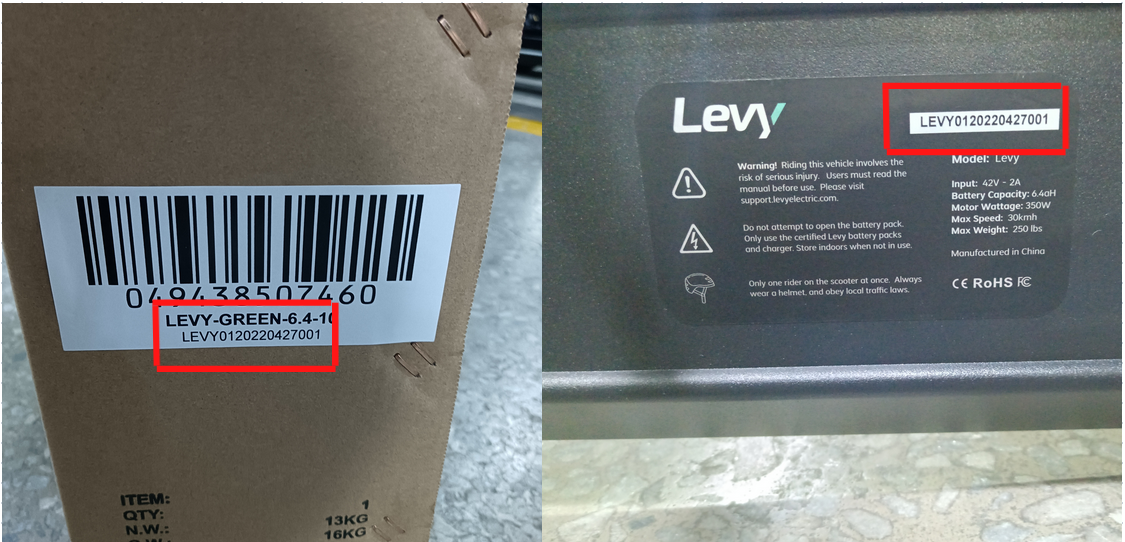 049438507460
LEVY-GREEN-6.4-10
LEVY0120220427001
ITEM:
QTY: 1
N.W.: 13KG
G.W.: 16KG
Levy
LEVY0120220427001
Warning! Riding this vehicle involves the
risk of serious injury. Users must read the
manual before use. Please visit
support.levyelectric.com.
Do not attempt to open the battery pack.
Only use the certified Levy battery packs
and charger. Store indoors when not in use.
Only one rider on the scooter at once. Always
wear a helmet, and obey local traffic laws.
Model: Levy
Input: 42V - 2A
Battery Capacity: 6.4aH
Motor Wattage: 350W
Max Speed: 30kmh
Max Weight: 250 lbs
Manufactured in China
CE RoHS FC